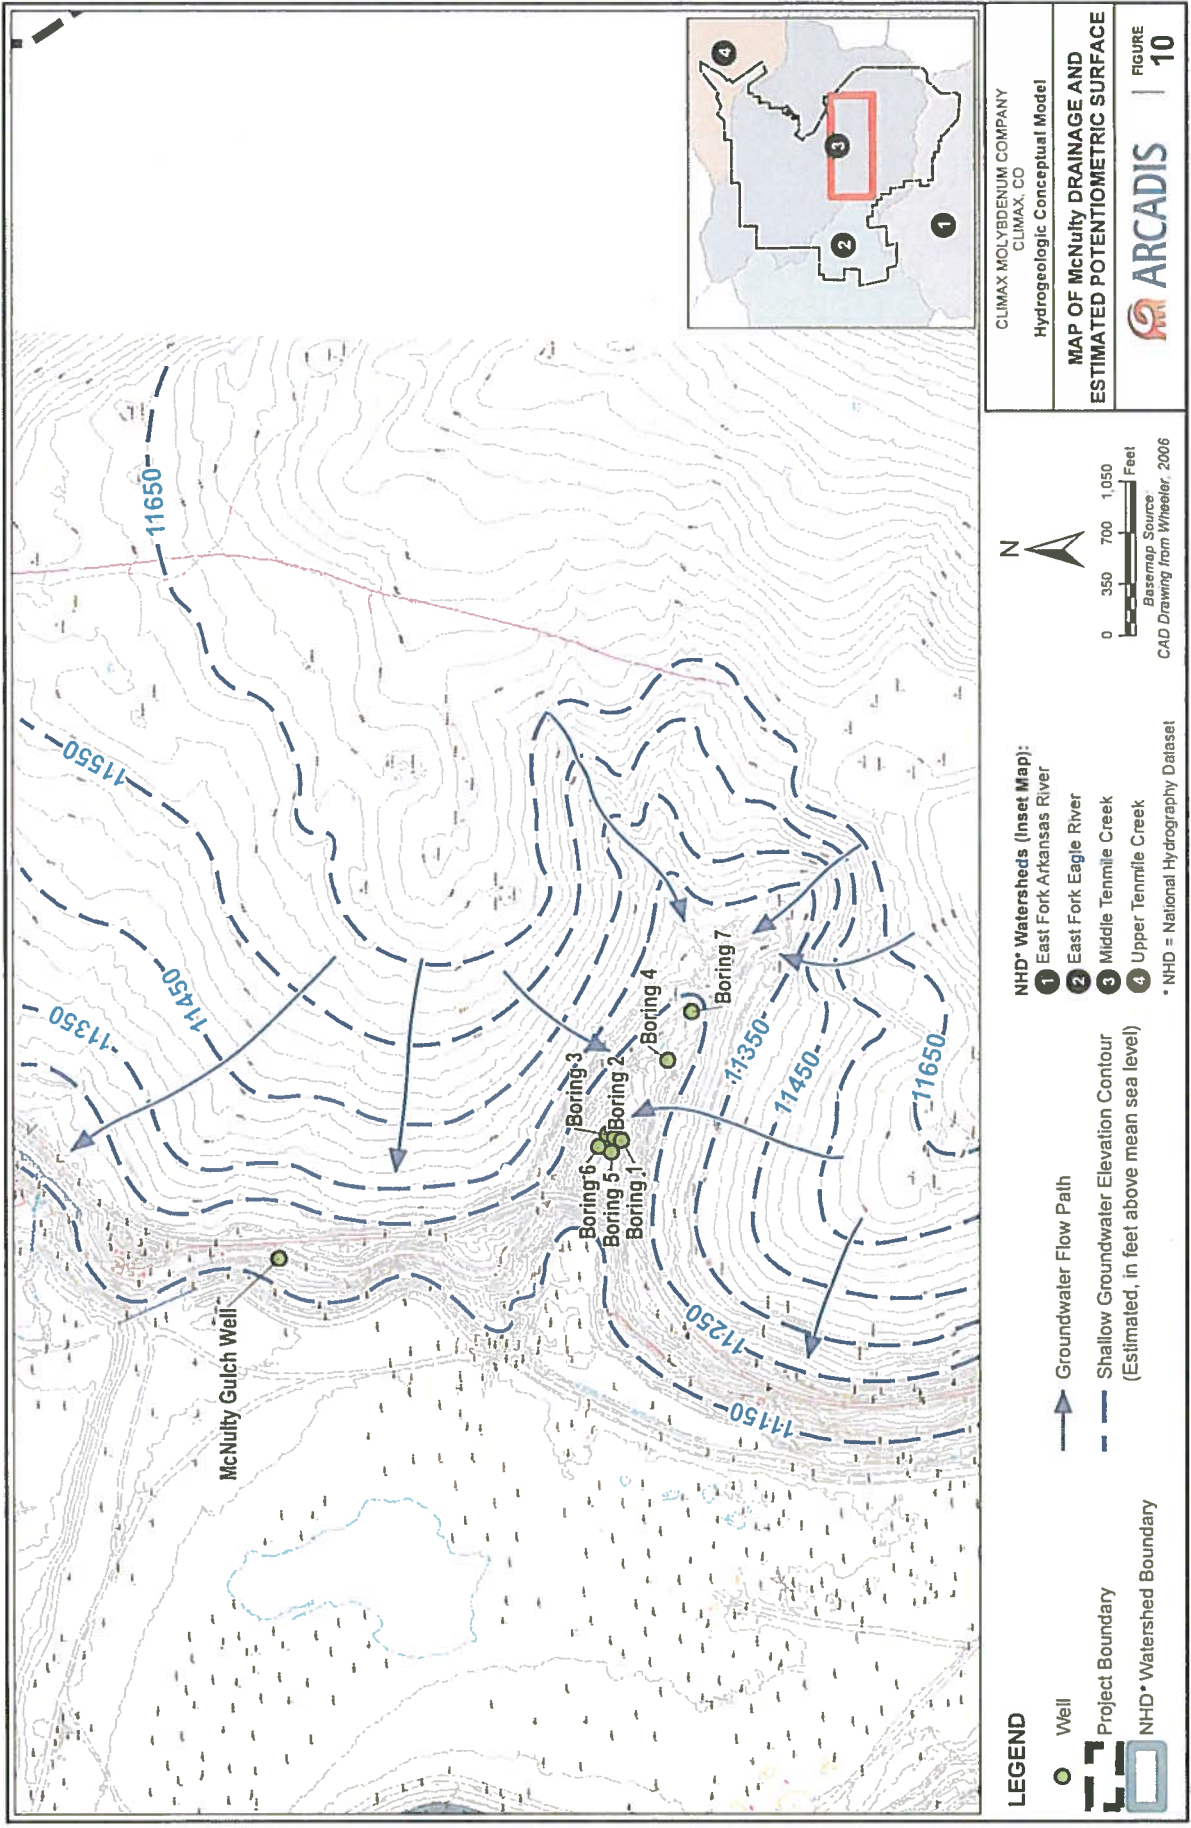 11650
11550
11450
11350
McNulty Gulch Well
Boring 3
Boring 2
Boring 4
Boring 7
Boring 6
Boring 5
Boring 1
11350
11450
11650
11250
11150
LEGEND
Well
Project Boundary
NHD* Watershed Boundary
Groundwater Flow Path
Shallow Groundwater Elevation Contour
(Estimated, in feet above mean sea level)
NHD* Watersheds (Inset Map):
1 East Fork Arkansas River
2 East Fork Eagle River
3 Middle Tenmile Creek
4 Upper Tenmile Creek
* NHD = National Hydrography Dataset
N
0 350 700 1,050
Feet
Basemap Source:
CAD Drawing from Wheeler, 2006
1
2
3
4
CLIMAX MOLYBDENUM COMPANY
CLIMAX, CO
Hydrogeologic Conceptual Model
MAP OF McNulty DRAINAGE AND
ESTIMATED POTENTIOMETRIC SURFACE
ARCADIS
FIGURE
10